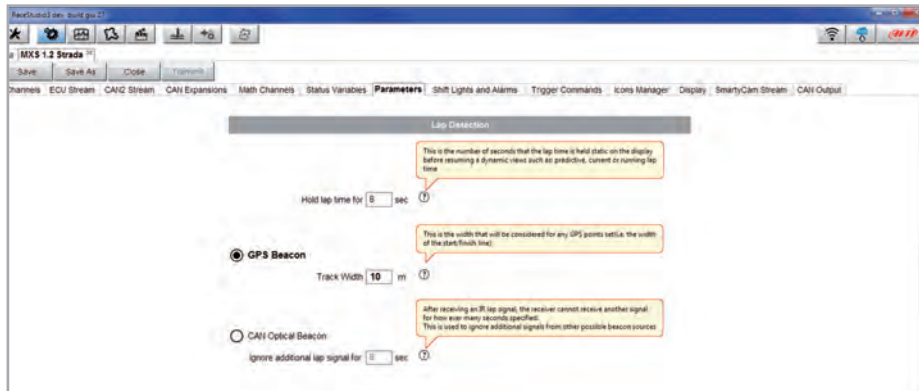 RaceStudio3 dev build gui 27
MXS 1.2 Strada
Save Save As Close Transmit
Channels ECU Stream CAN2 Stream CAN Expansions Math Channels Status Variables Parameters Shift Lights and Alarms Trigger Commands Icons Manager Display SmartyCam Stream CAN Output
Lap Detection
This is the number of seconds that the lap time is held static on the display
before resuming a dynamic views such as predictive, current or running lap
time
Hold lap time for 8 sec
This is the width that will be considered for any GPS points set(i.e. the width
of the start/finish line)
GPS Beacon
Track Width 10 m
After receiving an IR lap signal, the receiver cannot receive another signal
for how ever many seconds specified.
This is used to ignore additional signals from other possible beacon sources
CAN Optical Beacon
Ignore additional lap signal for 8 sec